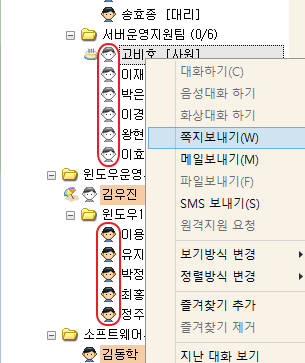 송효종 [대리]
서버운영지원팀 (0/6)
고비호 [사원]
이재
박은
이경
왕현
이효
윈도우운영
김우진
윈도우1
이용
유지
박정
최홍
정주
소프트웨어
김동학
대화하기(C)
음성대화 하기
화상대화 하기
쪽지보내기(W)
메일보내기(M)
파일보내기(F)
SMS 보내기(S)
원격지원 요청
보기방식 변경
정렬방식 변경
즐겨찾기 추가
즐겨찾기 제거
지난 대화 보기